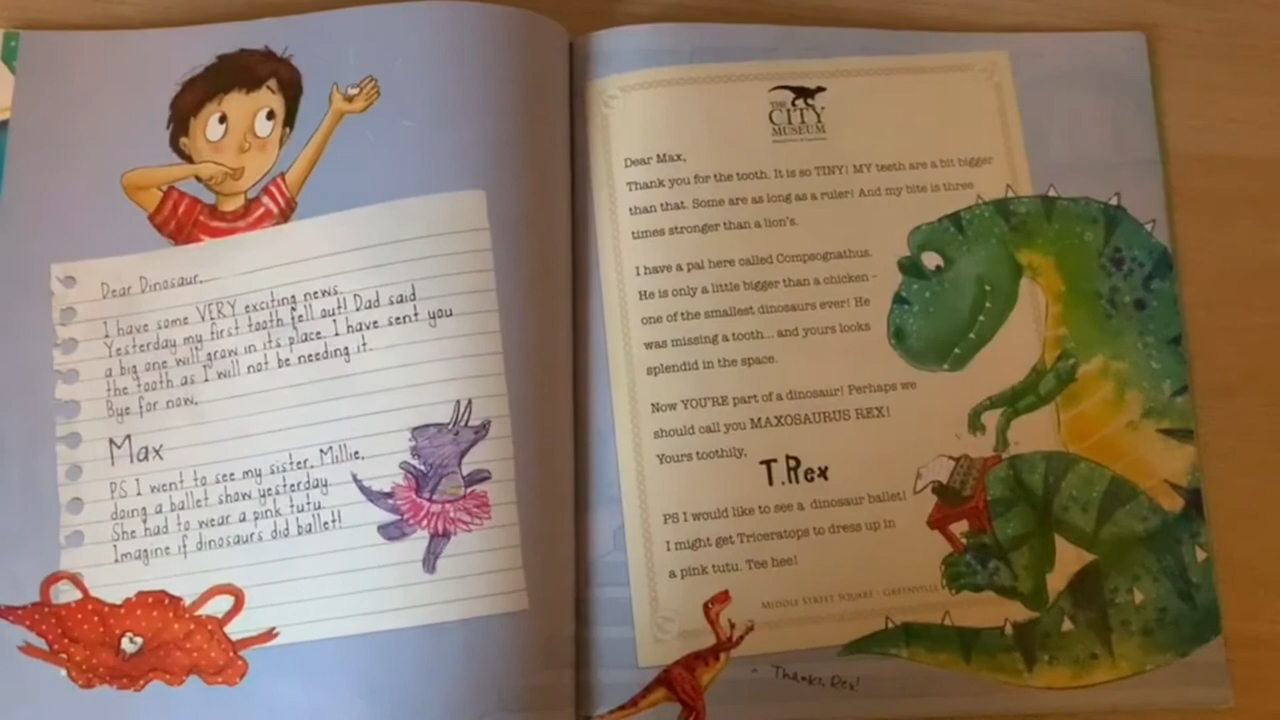 Dear Dinosaur,
I have some VERY exciting news.
Yesterday my first tooth fell out! Dad said
a big one will grow in its place. I have sent you
the tooth as I will not be needing it.
Bye for now,
Max
PS I went to see my sister, Millie,
doing a ballet show yesterday.
She had to wear a pink tutu.
Imagine if dinosaurs did ballet!
THE
CITY
MUSEUM
Dear Max,
Thank you for the tooth. It is so TINY! MY teeth are a bit bigger
than that. Some are as long as a ruler! And my bite is three
times stronger than a lion's.
I have a pal here called Compsognathus.
He is only a little bigger than a chicken –
one of the smallest dinosaurs ever! He
was missing a tooth... and yours looks
splendid in the space.
Now YOU'RE part of a dinosaur! Perhaps we
should call you MAXOSAURUS REX!
Yours toothily,
T.Rex
PS I would like to see a dinosaur ballet!
I might get Triceratops to dress up in
a pink tutu. Tee hee!
MIDDLE STREET SQUARE · GREENVILLE
Thanks, Rex!